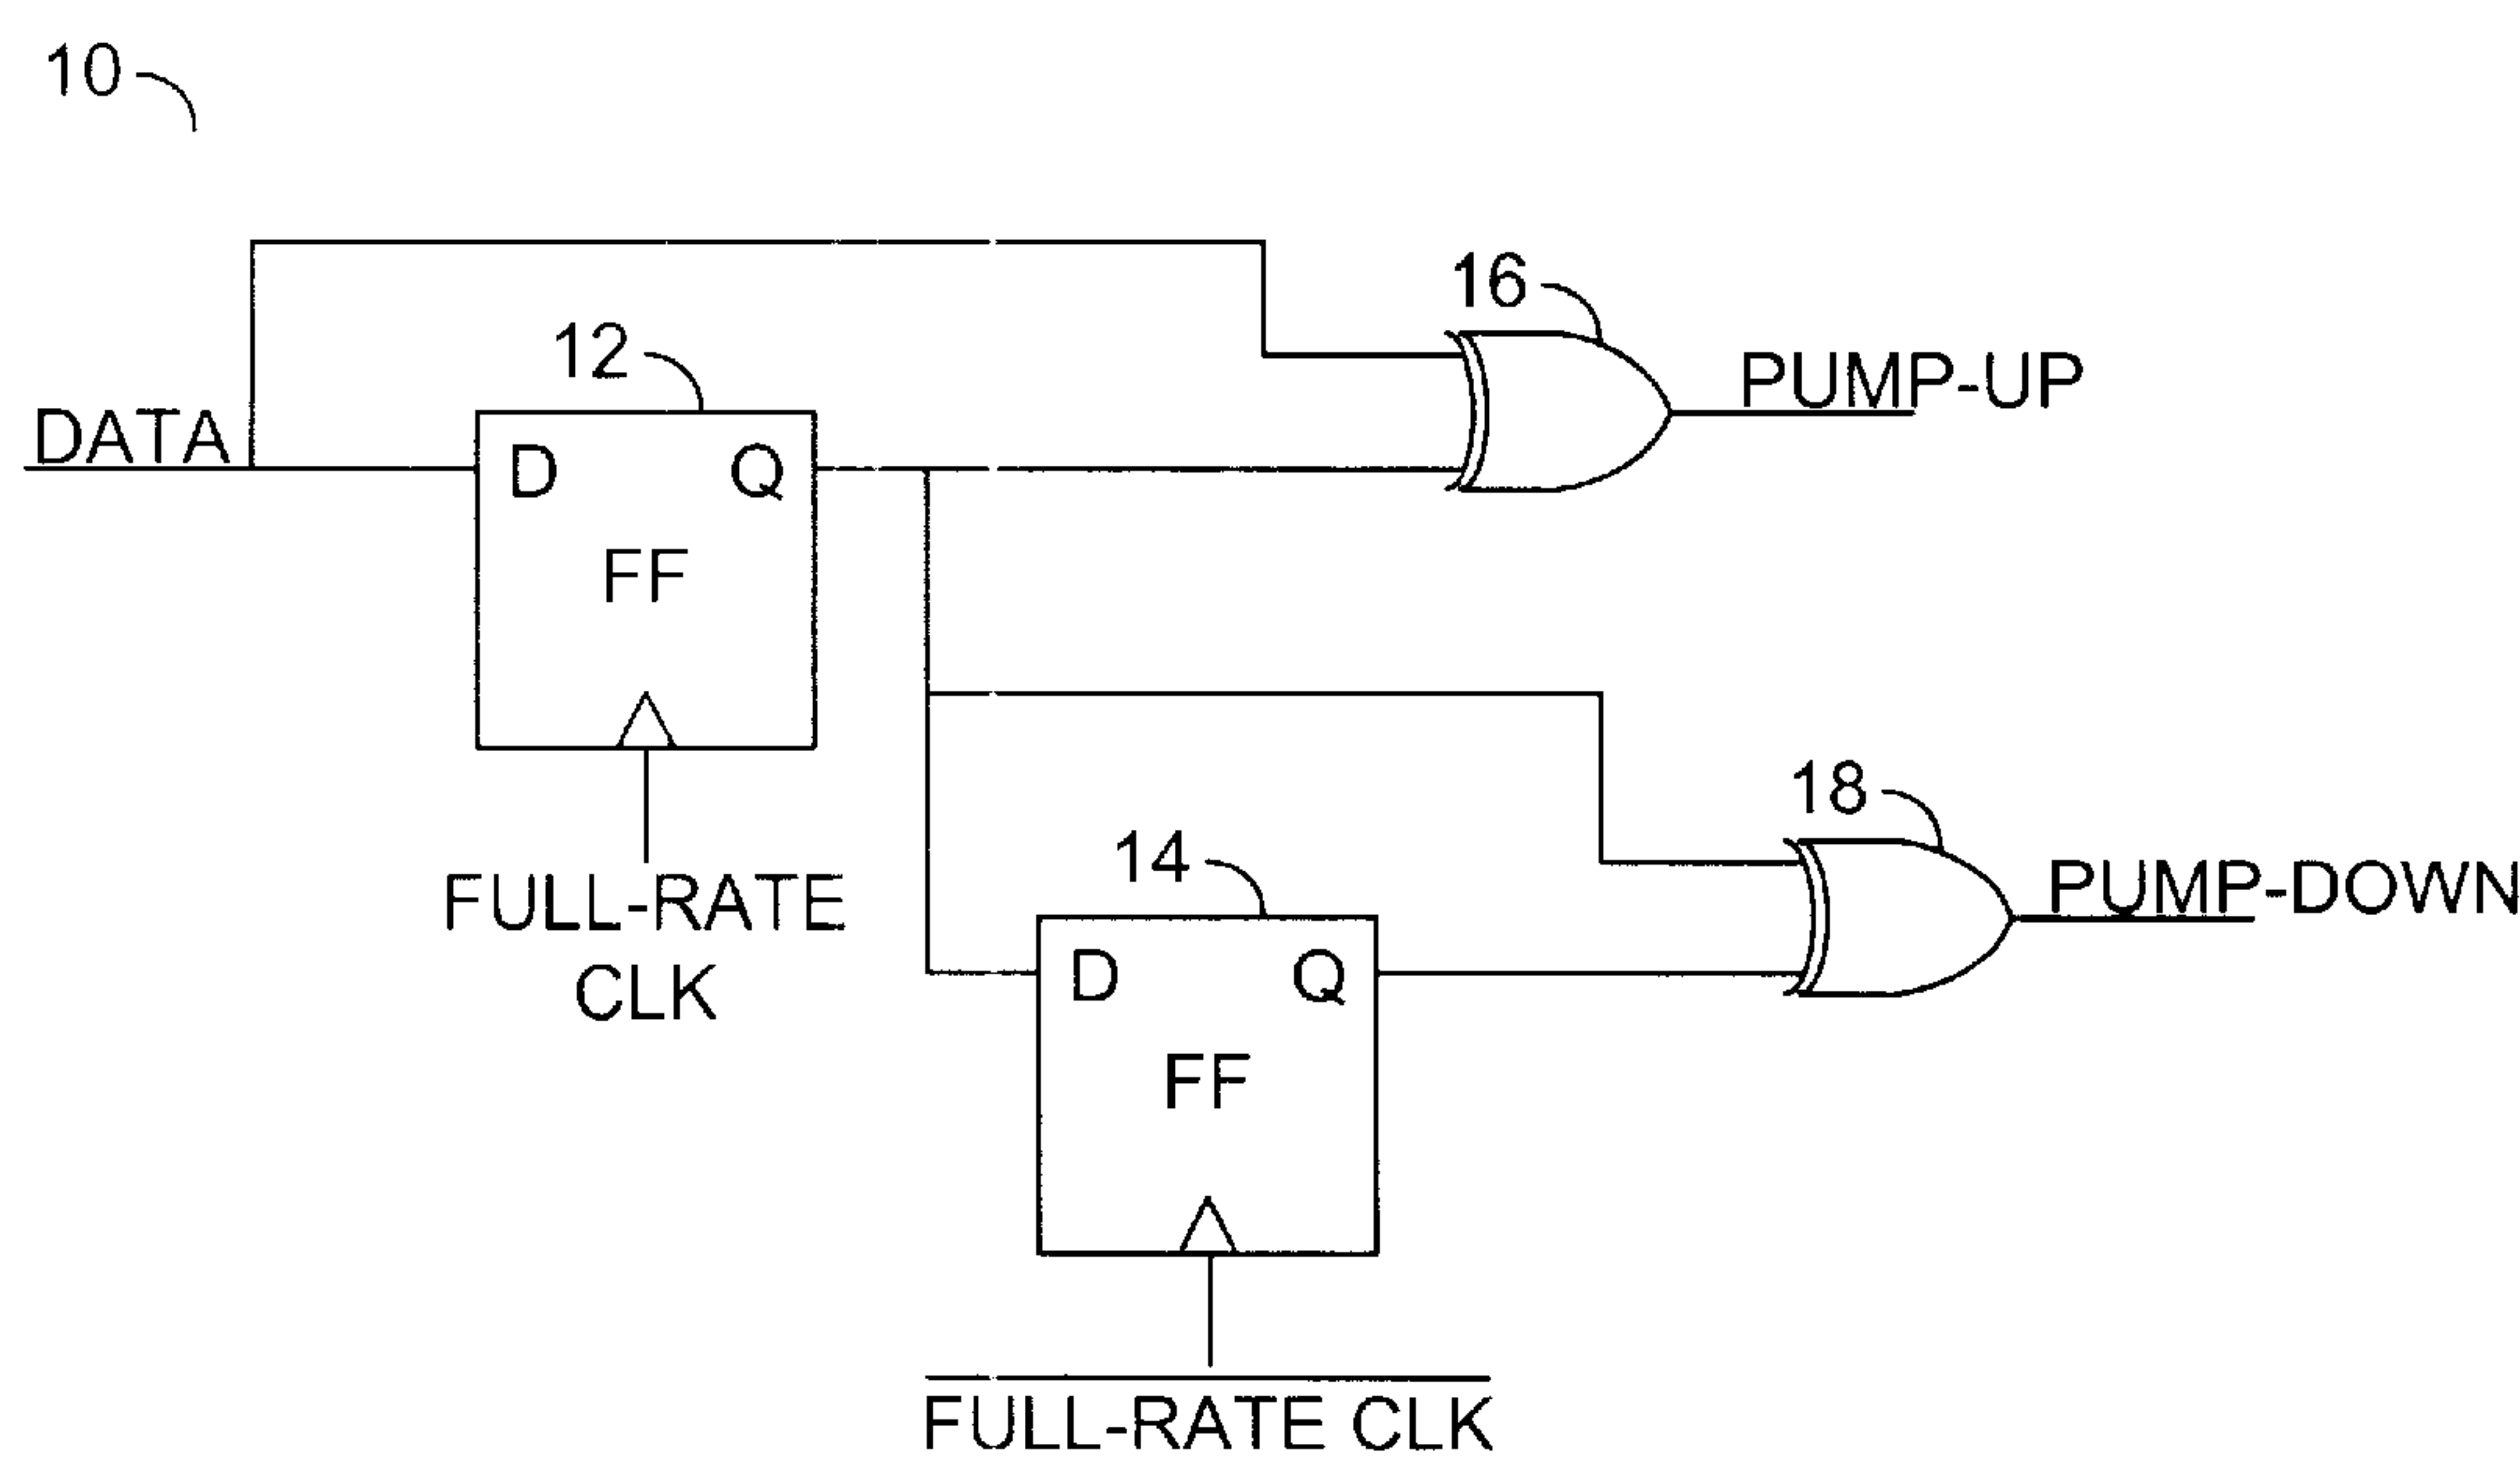 10
16
PUMP-UP
12
DATA
D Q
FF
FULL-RATE
CLK
18
PUMP-DOWN
14
D Q
FF
FULL-RATE CLK